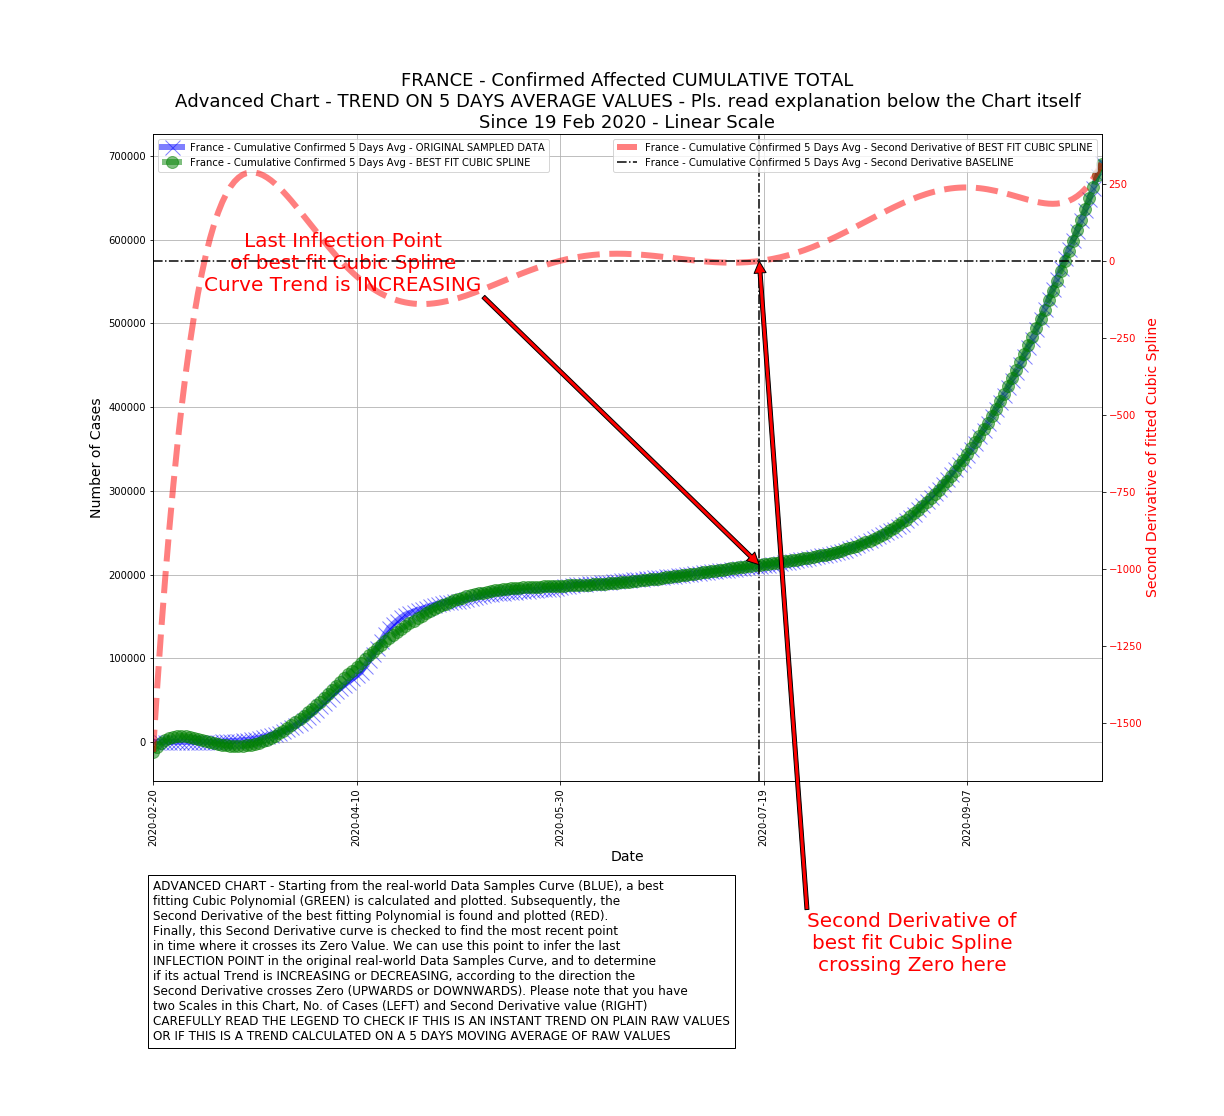 FRANCE - Confirmed Affected CUMULATIVE TOTAL
Advanced Chart - TREND ON 5 DAYS AVERAGE VALUES - Pls. read explanation below the Chart itself
Since 19 Feb 2020 - Linear Scale
France - Cumulative Confirmed 5 Days Avg - ORIGINAL SAMPLED DATA
France - Cumulative Confirmed 5 Days Avg - BEST FIT CUBIC SPLINE
France - Cumulative Confirmed 5 Days Avg - Second Derivative of BEST FIT CUBIC SPLINE
France - Cumulative Confirmed 5 Days Avg - Second Derivative BASELINE
Last Inflection Point
of best fit Cubic Spline
Curve Trend is INCREASING
Number of Cases
700000
600000
500000
400000
300000
200000
100000
0
250
0
−250
−500
−750
−1000
−1250
−1500
Second Derivative of fitted Cubic Spline
2020-02-20
2020-04-10
2020-05-30
2020-07-19
2020-09-07
Date
Second Derivative of
best fit Cubic Spline
crossing Zero here
ADVANCED CHART - Starting from the real-world Data Samples Curve (BLUE), a best
fitting Cubic Polynomial (GREEN) is calculated and plotted. Subsequently, the
Second Derivative of the best fitting Polynomial is found and plotted (RED).
Finally, this Second Derivative curve is checked to find the most recent point
in time where it crosses its Zero Value. We can use this point to infer the last
INFLECTION POINT in the original real-world Data Samples Curve, and to determine
if its actual Trend is INCREASING or DECREASING, according to the direction the
Second Derivative crosses Zero (UPWARDS or DOWNWARDS). Please note that you have
two Scales in this Chart, No. of Cases (LEFT) and Second Derivative value (RIGHT)
CAREFULLY READ THE LEGEND TO CHECK IF THIS IS AN INSTANT TREND ON PLAIN RAW VALUES
OR IF THIS IS A TREND CALCULATED ON A 5 DAYS MOVING AVERAGE OF RAW VALUES